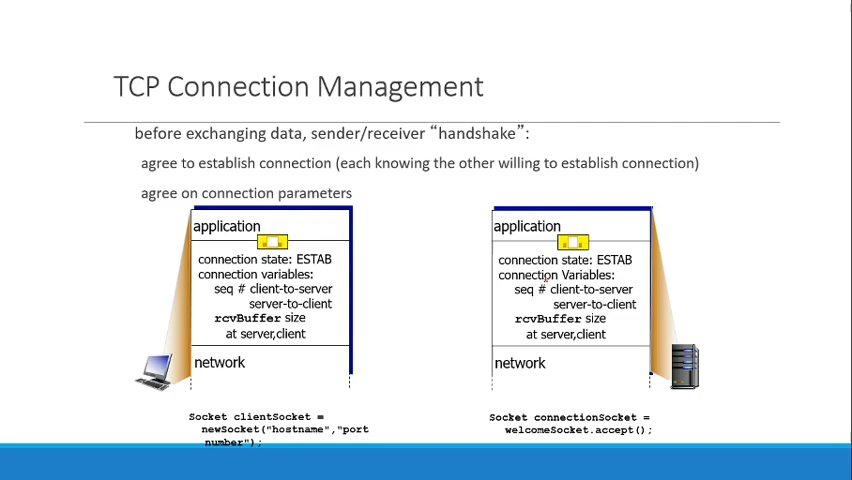 TCP Connection Management
before exchanging data, sender/receiver “handshake”:
agree to establish connection (each knowing the other willing to establish connection)
agree on connection parameters
application
connection state: ESTAB
connection variables:
seq # client-to-server
server-to-client
rcvBuffer size
at server,client
network
Socket clientSocket =
newSocket("hostname","port
number");
application
connection state: ESTAB
connection Variables:
seq # client-to-server
server-to-client
rcvBuffer size
at server,client
network
Socket connectionSocket =
welcomeSocket.accept();